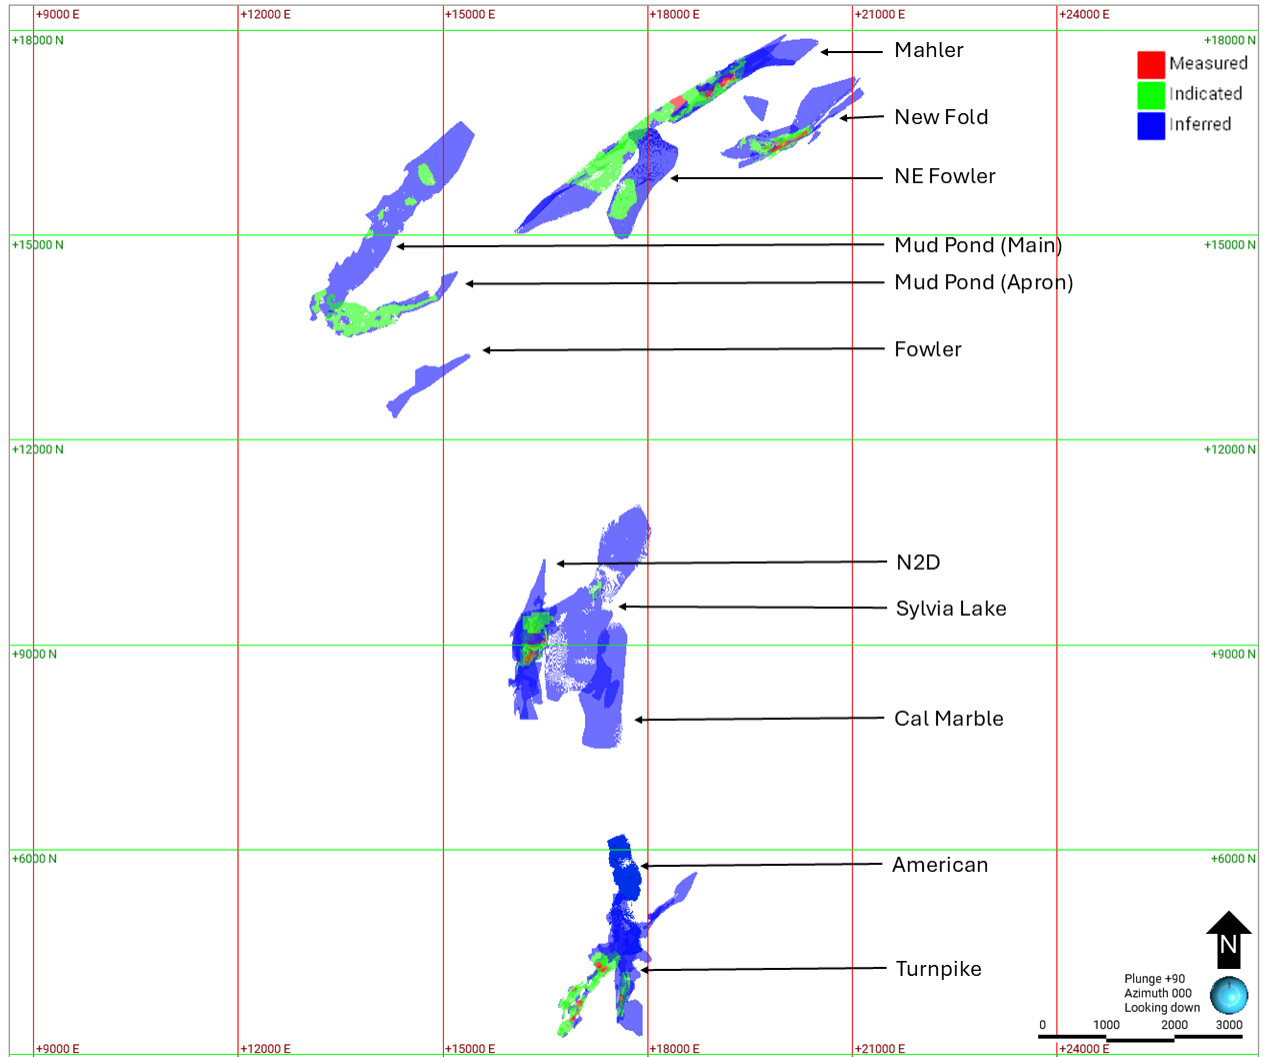 +9000 E +12000 E +15000 E +18000 E +21000 E +24000 E
+18000 N +18000 N
Mahler
Measured
Indicated
New Fold
Inferred
NE Fowler
+15000 N Mud Pond (Main) +15000 N
Mud Pond (Apron)
Fowler
+12000 N +12000 N
N2D
Sylvia Lake
+9000 N +9000 N
Cal Marble
+6000 N American +6000 N
N
Turnpike
Plunge +90
Azimuth 000
Looking down
0 1000 2000 3000
+9000 E +12000 E +15000 E +18000 E +21000 E +24000 E